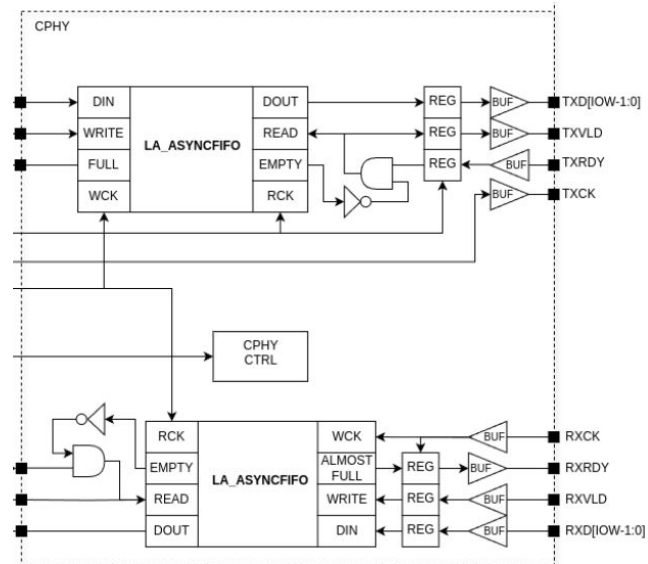 CPHY
DIN
DOUT
REG
BUF
TXD[IOW-1:0]
WRITE
LA_ASYNCFIFO
READ
REG
BUF
TXVLD
FULL
EMPTY
REG
BUF
TXRDY
WCK
RCK
BUF
TXCK
CPHY
CTRL
RCK
WCK
BUF
RXCK
EMPTY
LA_ASYNCFIFO
ALMOST
FULL
REG
BUF
RXRDY
READ
WRITE
REG
BUF
RXVLD
DOUT
DIN
REG
BUF
RXD[IOW-1:0]